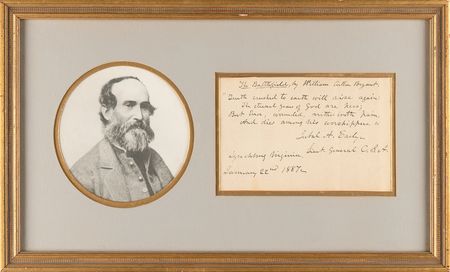 The Battlefield, by William Cullen Bryant.
"Truth crushed to earth will rise again:
The eternal years of God are hers;
But Error, wounded, writhes with pain,
And dies among his worshippers."
Jubal A. Early
Lieut General C.S.A.
Lynchburg Virginia
January 22nd 1887.